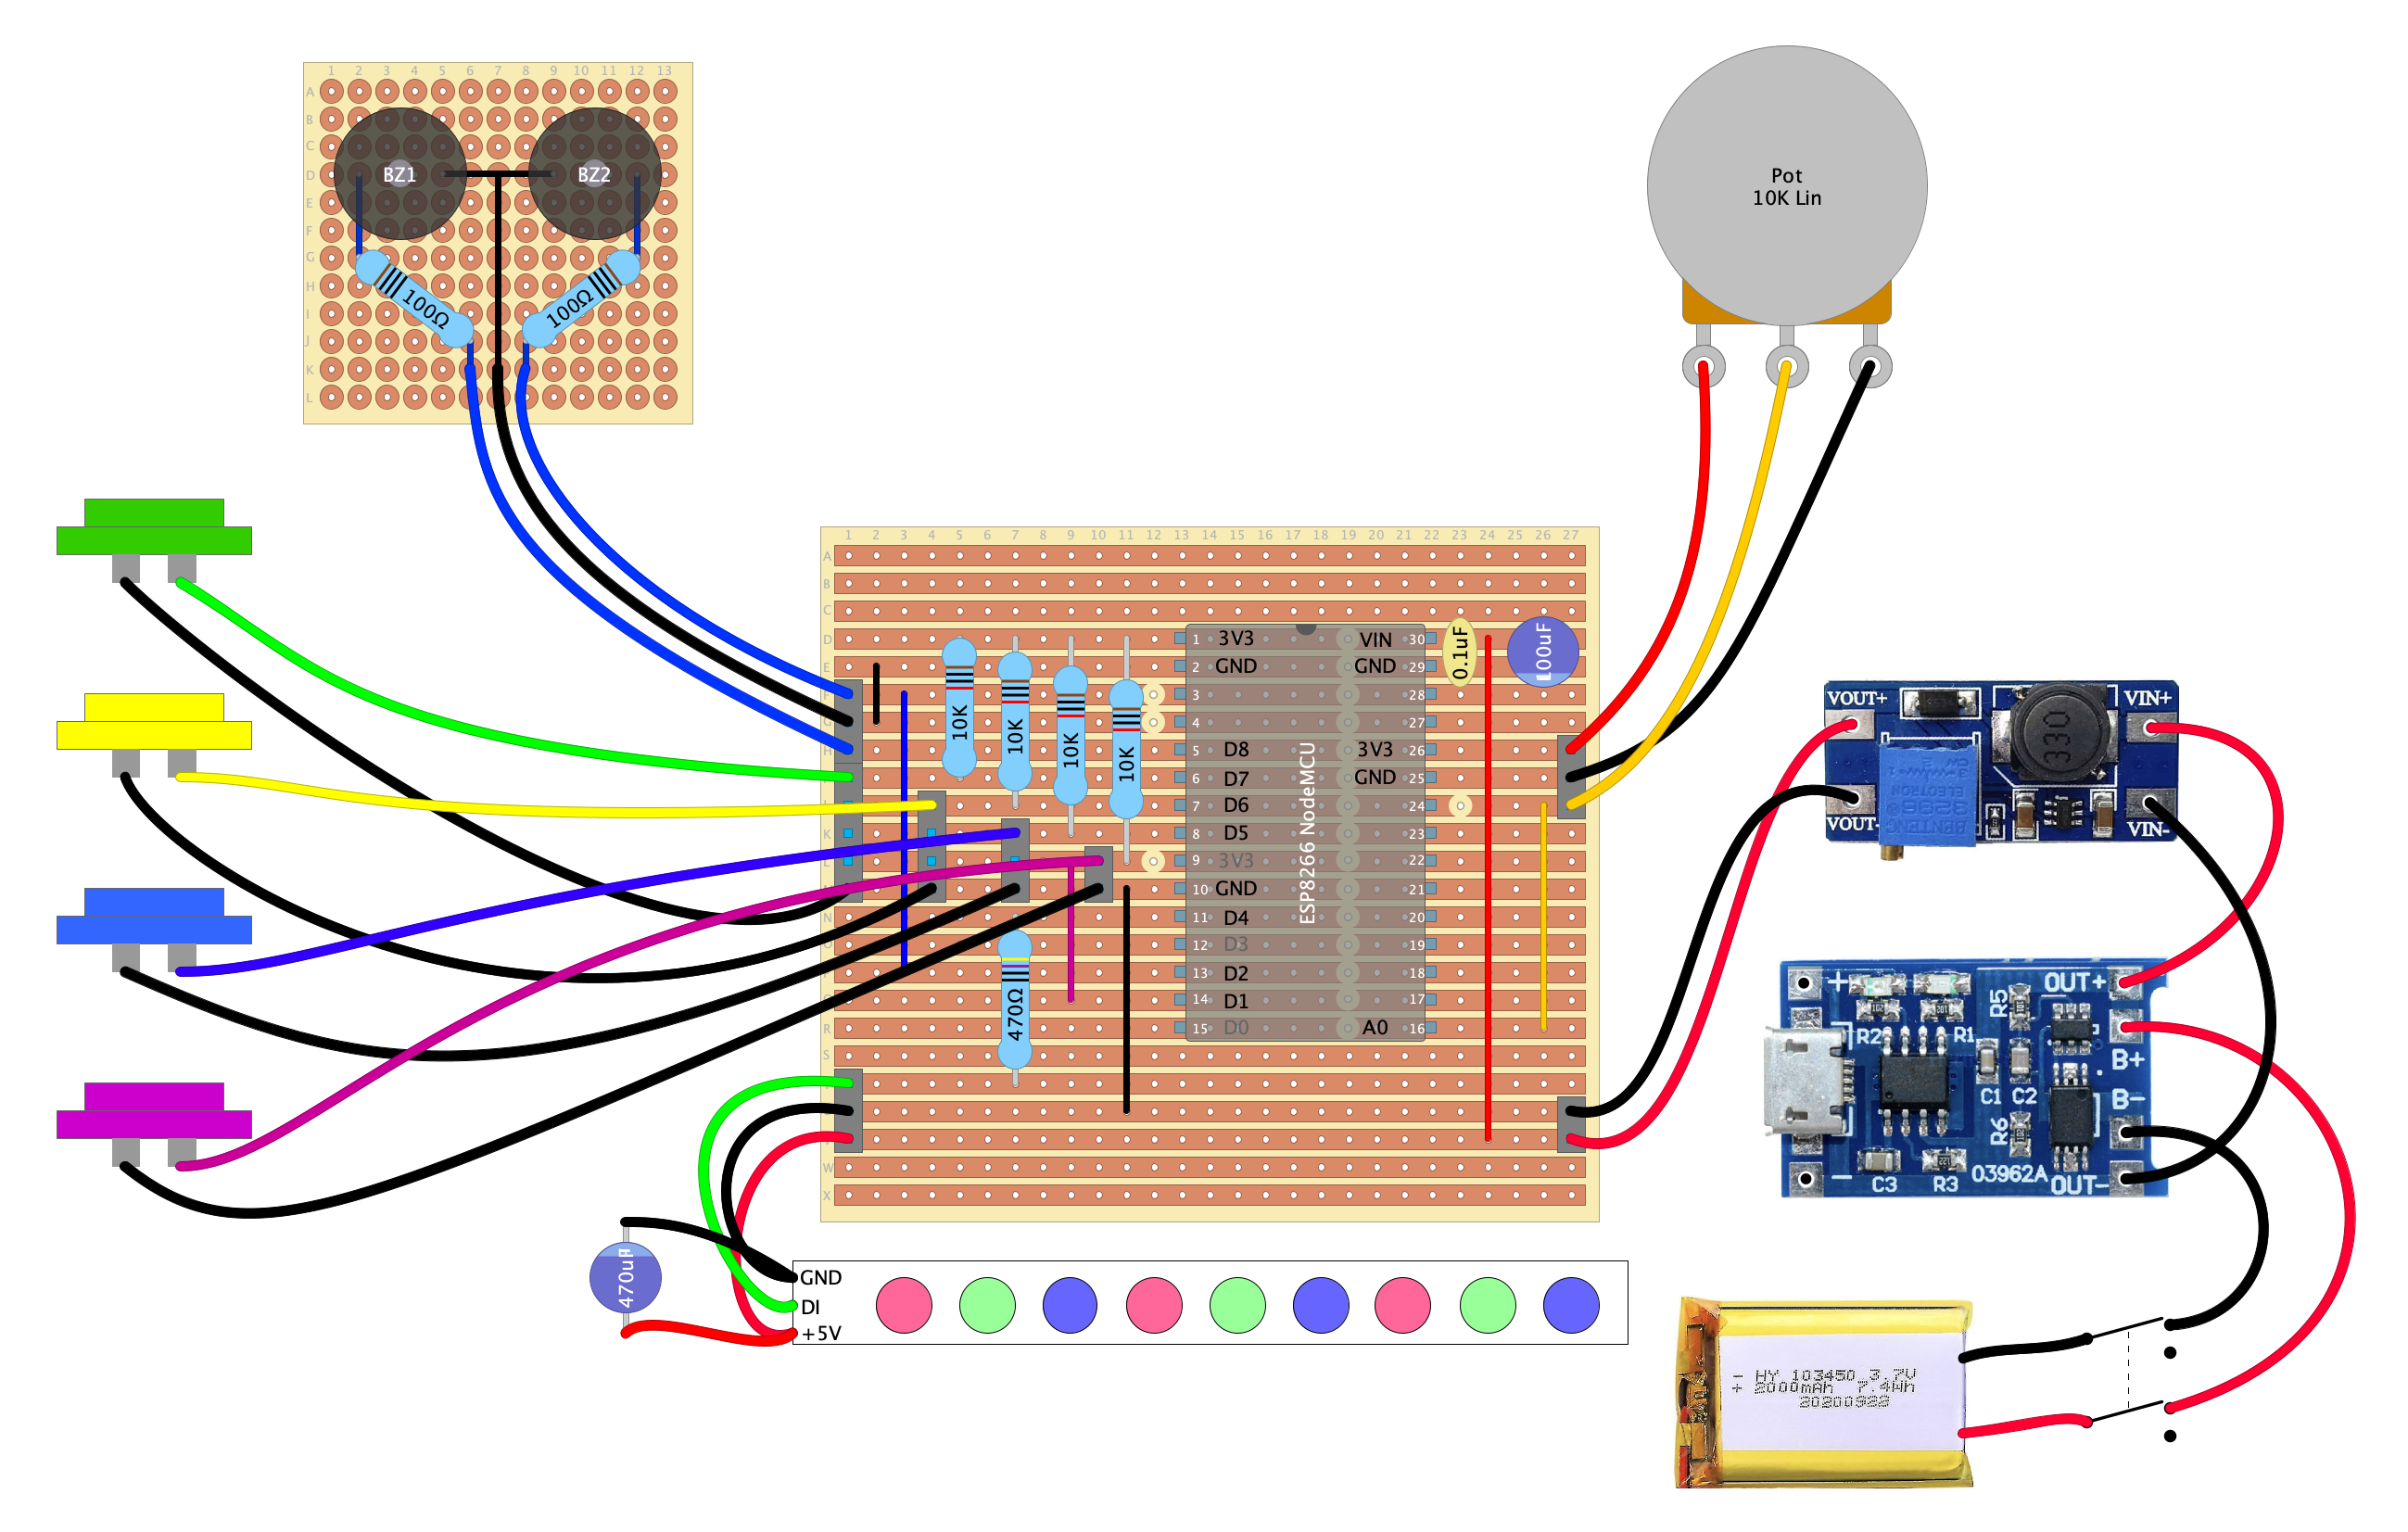 1 2 3 4 5 6 7 8 9 10 11 12 13
A
B
C
D
E
F
G
H
I
J
K
L
BZ1
BZ2
100Ω
100Ω
Pot
10K Lin
1 2 3 4 5 6 7 8 9 10 11 12 13 14 15 16 17 18 19 20 21 22 23 24 25 26 27
A
B
C
D
E
N
R
S
W
X
10K
10K
10K
10K
470Ω
ESP8266 NodeMCU
1 3V3 VIN 30
2 GND GND 29
3 28
4 27
5 D8 3V3 26
6 D7 GND 25
7 D6 24
8 D5 23
9 3V3 22
10 GND 21
11 D4 20
12 D3 19
13 D2 18
14 D1 17
15 D0 A0 16
0.1uF
100uF
VOUT+
VIN+
330
3296
VOUT-
VIN-
+
OUT+
R5
R2
R1
B+
C1
C2
B-
R6
C3
R3
03962A
OUT-
-
470uF
GND
DI
+5V
- HY 103450 3.7V
+ 2000mAh 7.4Wh
20200922